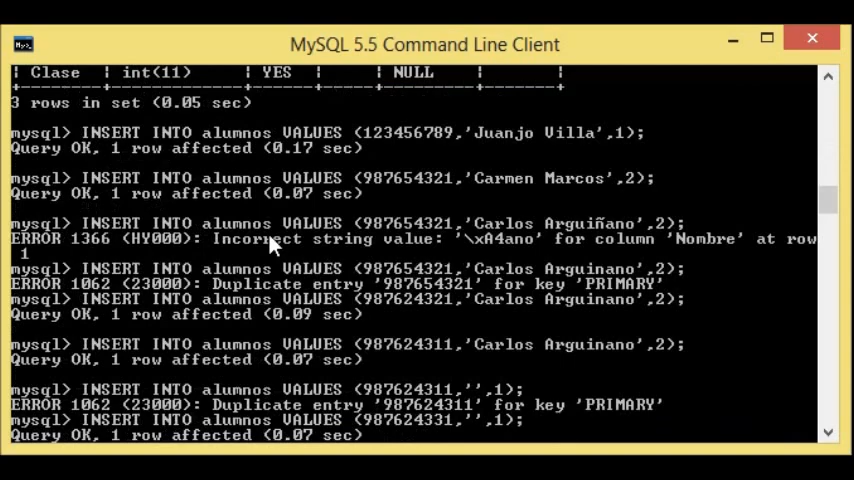 MySQL 5.5 Command Line Client
| Clase | int(11) | YES | | NULL | |
3 rows in set (0.05 sec)
mysql> INSERT INTO alumnos VALUES (123456789,'Juanjo Villa',1);
Query OK, 1 row affected (0.17 sec)
mysql> INSERT INTO alumnos VALUES (987654321,'Carmen Marcos',2);
Query OK, 1 row affected (0.07 sec)
mysql> INSERT INTO alumnos VALUES (987654321,'Carlos Arguiñano',2);
ERROR 1366 (HY000): Incorrect string value: '\xA4ano' for column 'Nombre' at row
1
mysql> INSERT INTO alumnos VALUES (987654321,'Carlos Arguinano',2);
ERROR 1062 (23000): Duplicate entry '987654321' for key 'PRIMARY'
mysql> INSERT INTO alumnos VALUES (987624321,'Carlos Arguinano',2);
Query OK, 1 row affected (0.09 sec)
mysql> INSERT INTO alumnos VALUES (987624311,'Carlos Arguinano',2);
Query OK, 1 row affected (0.07 sec)
mysql> INSERT INTO alumnos VALUES (987624311,'',1);
ERROR 1062 (23000): Duplicate entry '987624311' for key 'PRIMARY'
mysql> INSERT INTO alumnos VALUES (987624331,'',1);
Query OK, 1 row affected (0.07 sec)